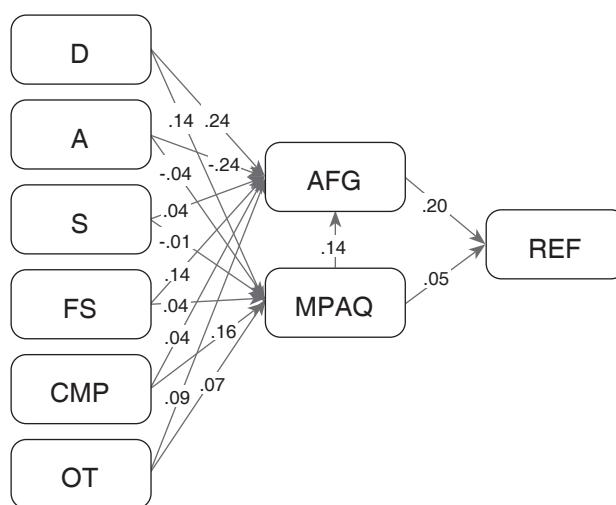 D
A
S
FS
CMP
OT
AFG
MPAQ
REF
.24
.14
-.24
-.04
.04
-.01
.14
.04
.04
.16
.09
.07
.14
.20
.05